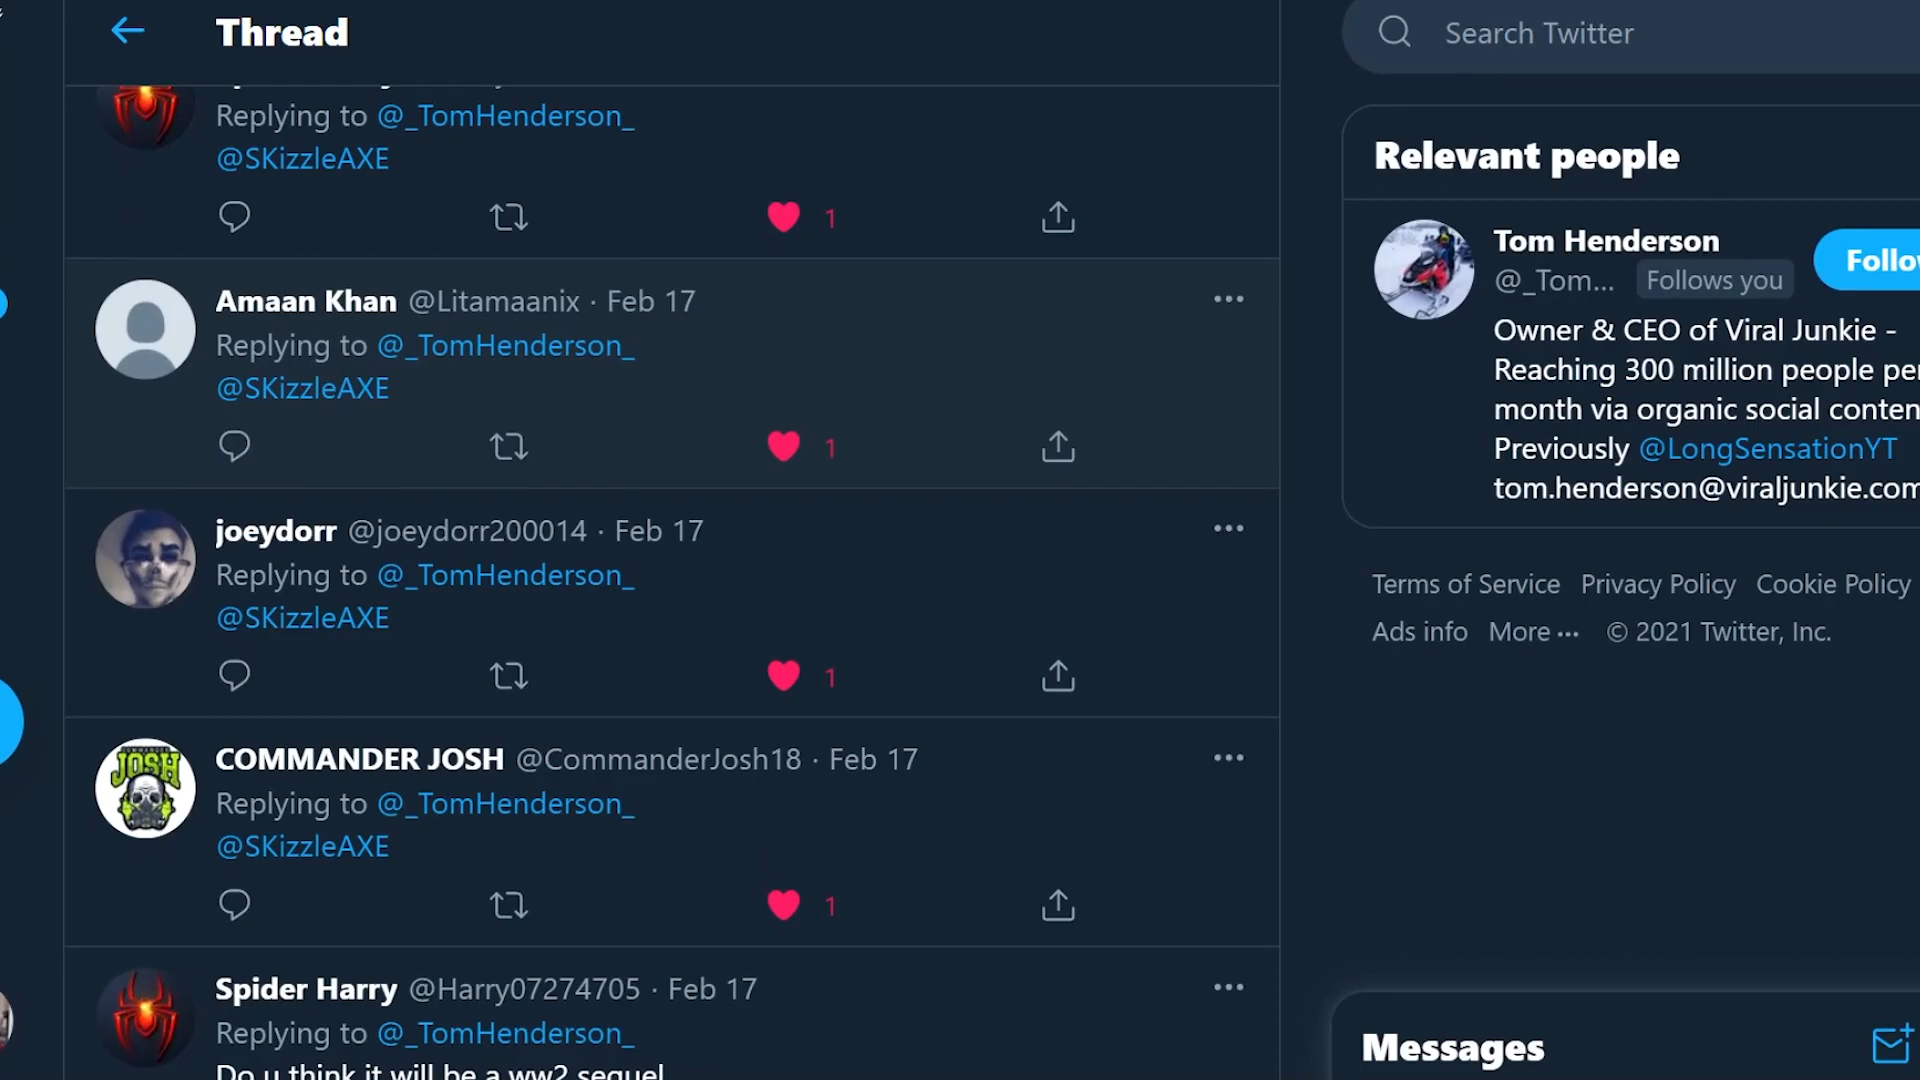 Thread
Replying to @_TomHenderson_
@SKizzleAXE
1
Amaan Khan @Litamaanix · Feb 17
Replying to @_TomHenderson_
@SKizzleAXE
1
joeydorr @joeydorr200014 · Feb 17
Replying to @_TomHenderson_
@SKizzleAXE
1
COMMANDER JOSH @CommanderJosh18 · Feb 17
Replying to @_TomHenderson_
@SKizzleAXE
1
JOSH
Spider Harry @Harry07274705 · Feb 17
Replying to @_TomHenderson_
Do u think it will be a ww2 sequel
Search Twitter
Relevant people
Tom Henderson
@_Tom... Follows you
Follo
Owner & CEO of Viral Junkie -
Reaching 300 million people per
month via organic social conten
Previously @LongSensationYT
tom.henderson@viraljunkie.com
Terms of Service Privacy Policy Cookie Policy
Ads info More ··· © 2021 Twitter, Inc.
Messages